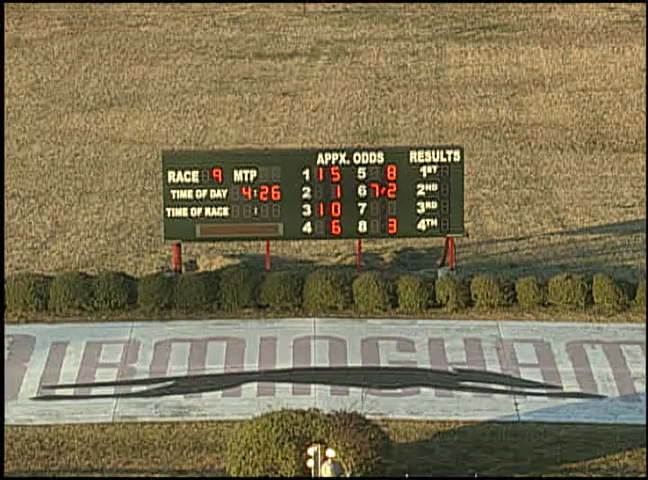 APPX. ODDS RESULTS
RACE 9 MTP 1 15 5 8 1ST
TIME OF DAY 4:26 2 1 6 7-2 2ND
TIME OF RACE : 3 10 7 3RD
4 6 8 3 4TH
BIRMINGHAM